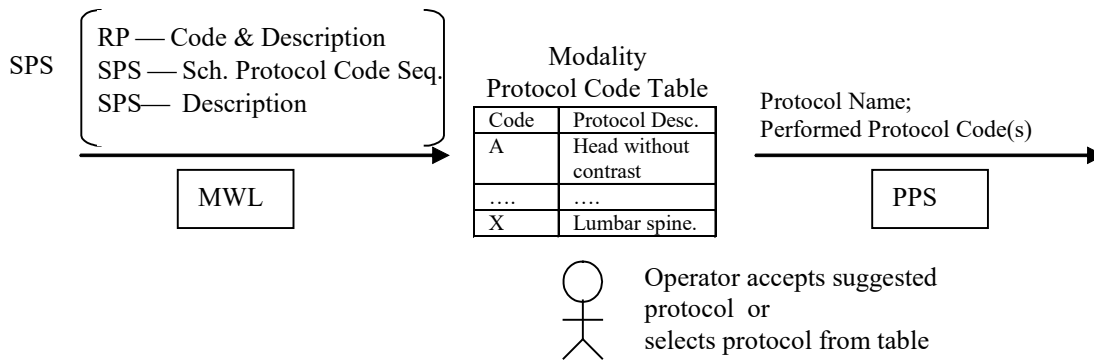 SPS
RP — Code & Description
SPS — Sch. Protocol Code Seq.
SPS— Description
MWL
Modality
Protocol Code Table
Code Protocol Desc.
A Head without
contrast
…. ….
X Lumbar spine.
Protocol Name;
Performed Protocol Code(s)
PPS
Operator accepts suggested
protocol or
selects protocol from table